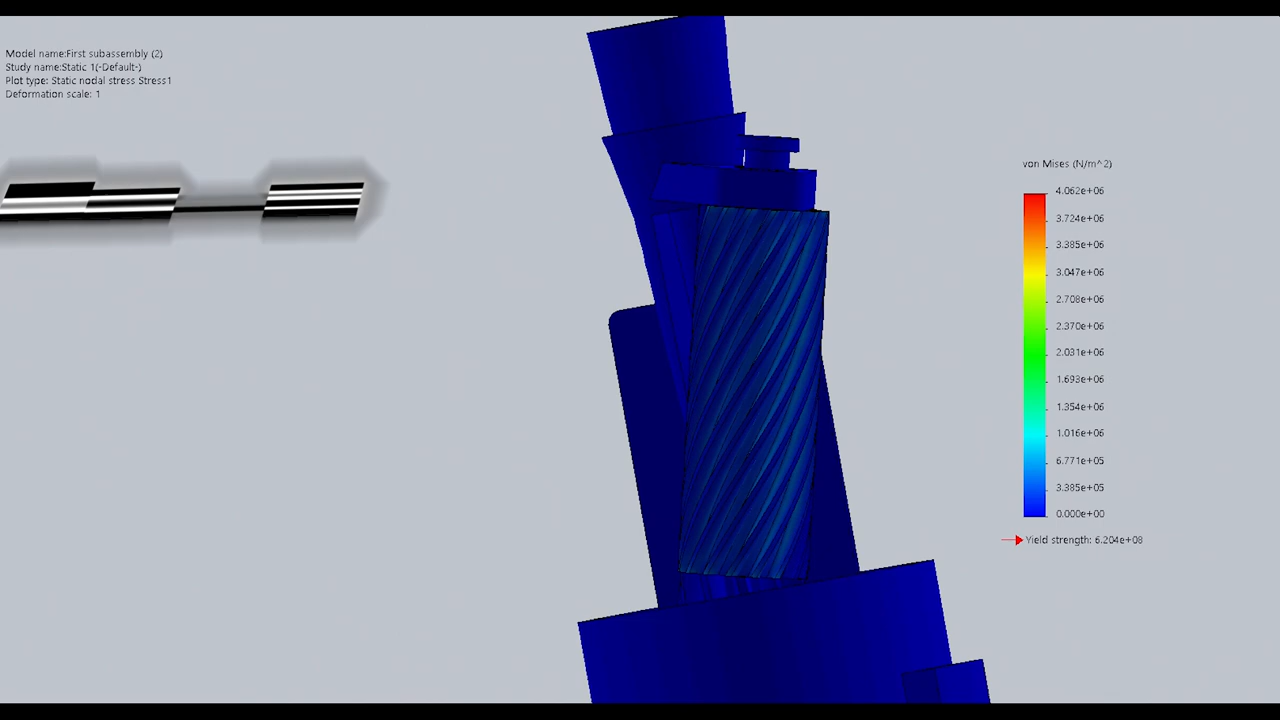 Model name:First subassembly (2)
Study name:Static 1(-Default-)
Plot type: Static nodal stress Stress1
Deformation scale: 1
von Mises (N/m^2)
4.062e+06
3.724e+06
3.385e+06
3.047e+06
2.708e+06
2.370e+06
2.031e+06
1.693e+06
1.354e+06
1.016e+06
6.771e+05
3.385e+05
0.000e+00
Yield strength: 6.204e+08